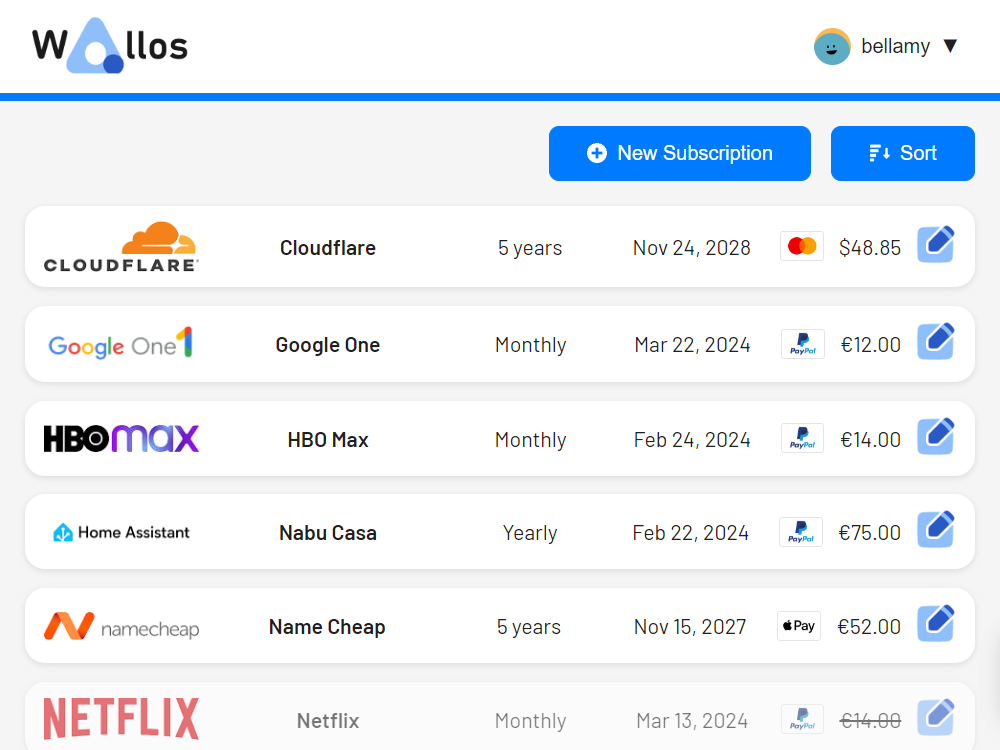 Wallos
bellamy ▼
New Subscription Sort
CLOUDFLARE Cloudflare 5 years Nov 24, 2028 $48.85
Google One 1 Google One Monthly Mar 22, 2024 PayPal €12.00
HBOmax HBO Max Monthly Feb 24, 2024 PayPal €14.00
Home Assistant Nabu Casa Yearly Feb 22, 2024 PayPal €75.00
namecheap Name Cheap 5 years Nov 15, 2027 Pay €52.00
NETFLIX Netflix Monthly Mar 13, 2024 PayPal €14.00